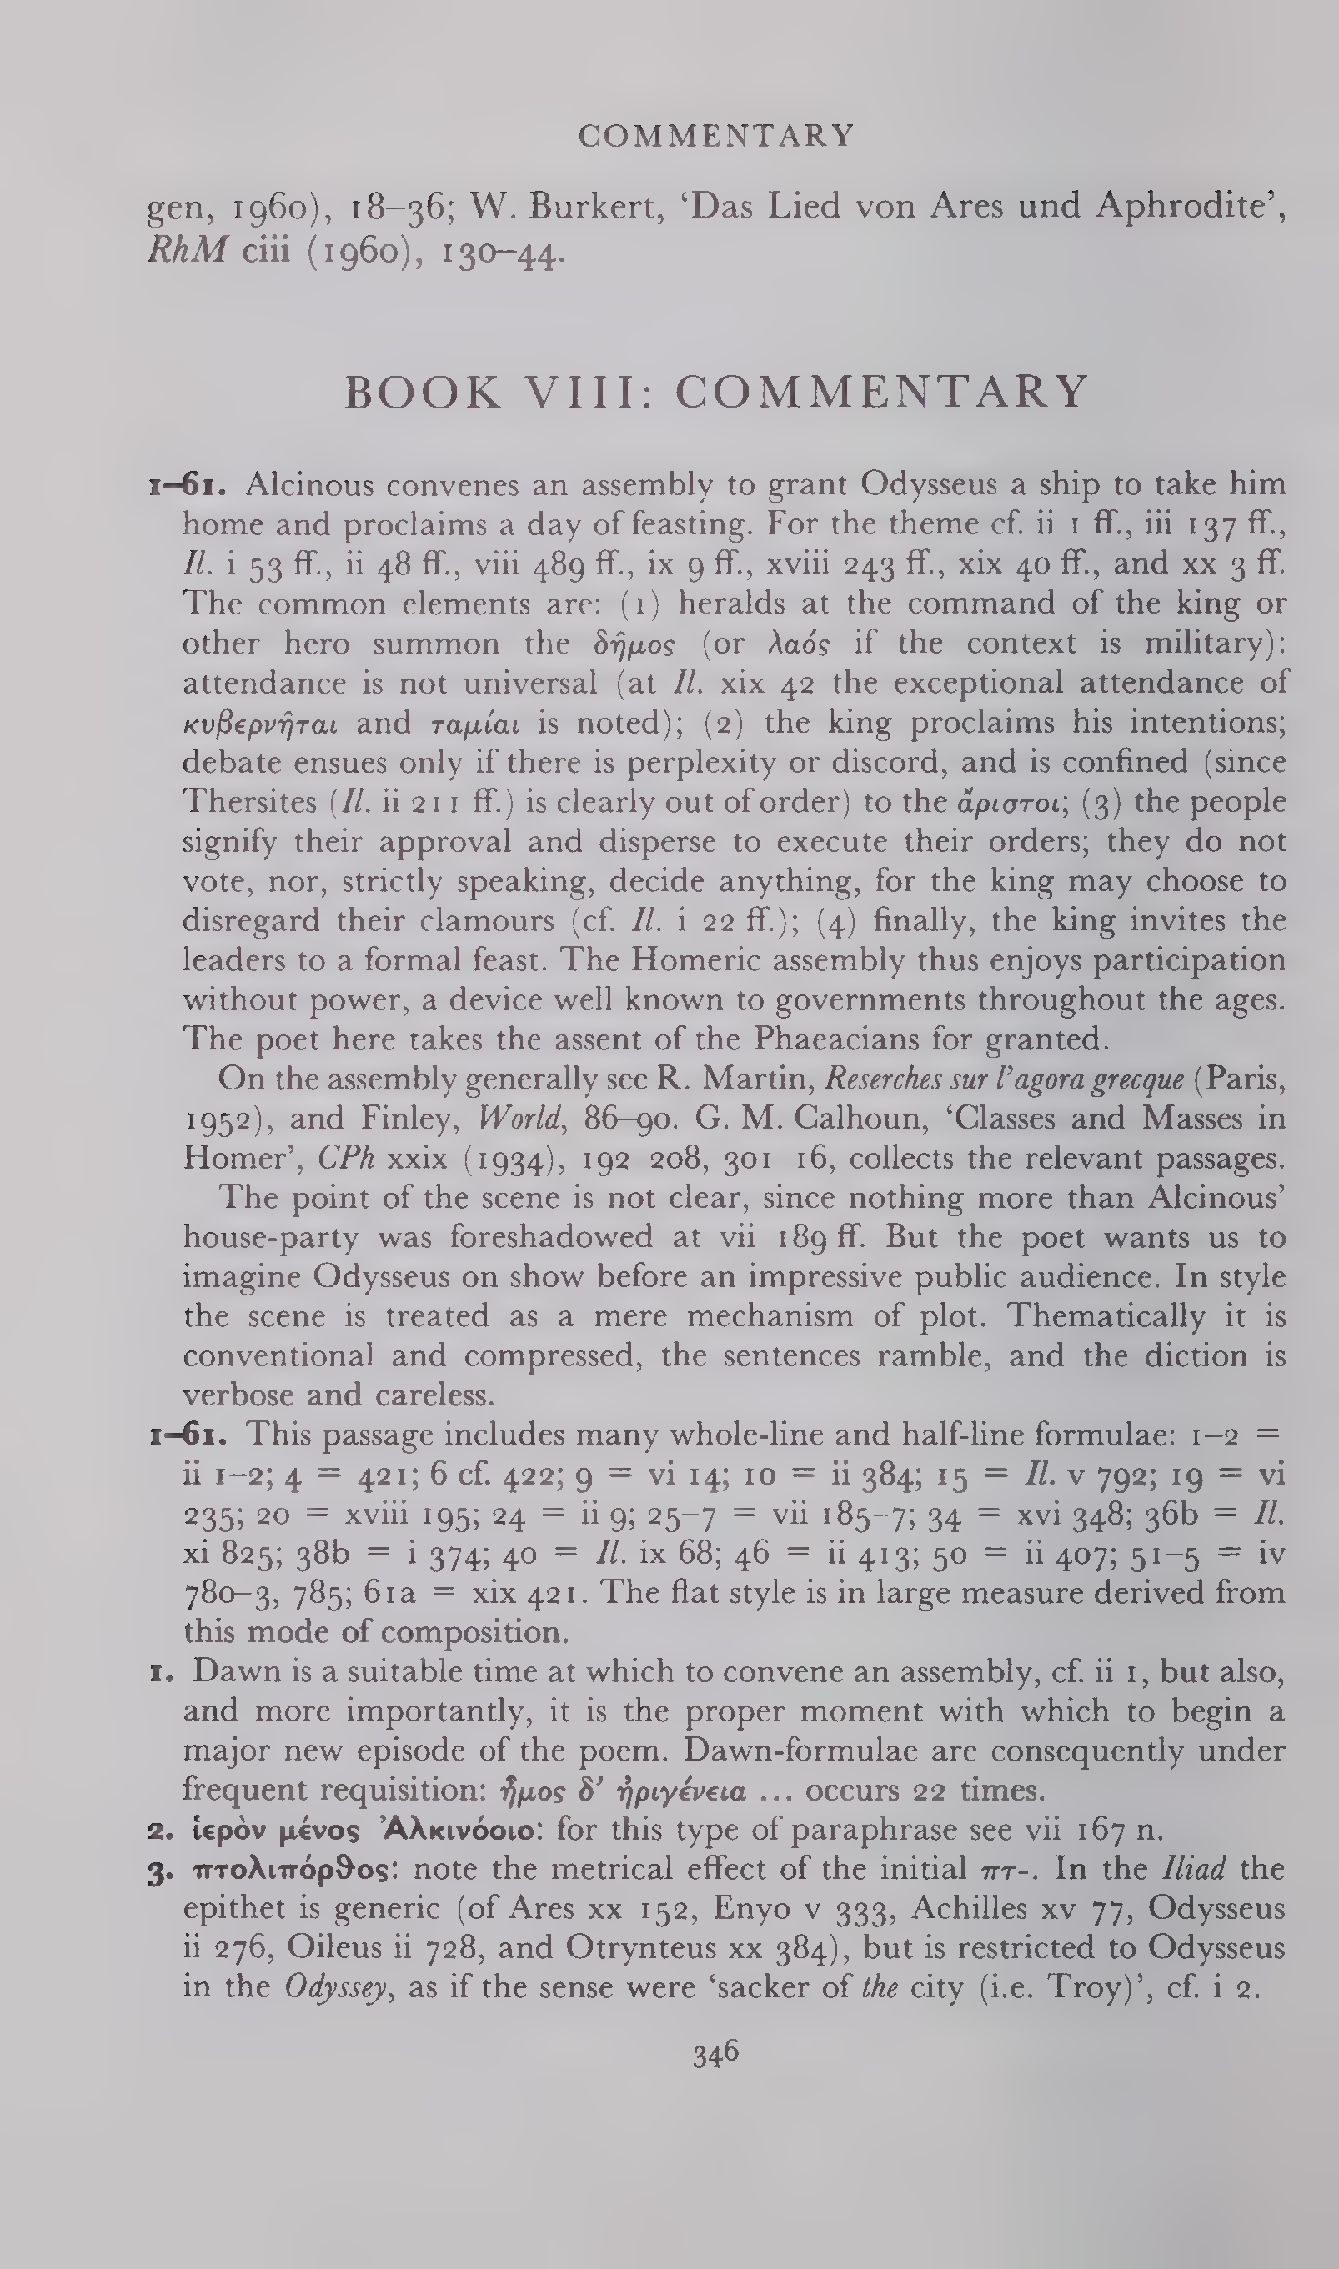 COMMENTARY
gen, 1960), 18–36; W. Burkert, ‘Das Lied von Ares und Aphrodite’,
RhM ciii (1960), 130–44.
BOOK VIII: COMMENTARY
1–61. Alcinous convenes an assembly to grant Odysseus a ship to take him
home and proclaims a day of feasting. For the theme cf. ii 1 ff., iii 137 ff.,
Il. i 53 ff., ii 48 ff., viii 489 ff., ix 9 ff., xviii 243 ff., xix 40 ff., and xx 3 ff.
The common elements are: (1) heralds at the command of the king or
other hero summon the δῆμος (or λαός if the context is military):
attendance is not universal (at Il. xix 42 the exceptional attendance of
κυβερνῆται and ταμίαι is noted); (2) the king proclaims his intentions;
debate ensues only if there is perplexity or discord, and is confined (since
Thersites (Il. ii 211 ff.) is clearly out of order) to the ἄριστοι; (3) the people
signify their approval and disperse to execute their orders; they do not
vote, nor, strictly speaking, decide anything, for the king may choose to
disregard their clamours (cf. Il. i 22 ff.); (4) finally, the king invites the
leaders to a formal feast. The Homeric assembly thus enjoys participation
without power, a device well known to governments throughout the ages.
The poet here takes the assent of the Phaeacians for granted.
On the assembly generally see R. Martin, Reserches sur l’agora grecque (Paris,
1952), and Finley, World, 86–90. G. M. Calhoun, ‘Classes and Masses in
Homer’, CPh xxix (1934), 192 208, 301 16, collects the relevant passages.
The point of the scene is not clear, since nothing more than Alcinous’
house-party was foreshadowed at vii 189 ff. But the poet wants us to
imagine Odysseus on show before an impressive public audience. In style
the scene is treated as a mere mechanism of plot. Thematically it is
conventional and compressed, the sentences ramble, and the diction is
verbose and careless.
1–61. This passage includes many whole-line and half-line formulae: 1–2 =
ii 1–2; 4 = 421; 6 cf. 422; 9 = vi 14; 10 = ii 384; 15 = Il. v 792; 19 = vi
235; 20 = xviii 195; 24 = ii 9; 25–7 = vii 185–7; 34 = xvi 348; 36b = Il.
xi 825; 38b = i 374; 40 = Il. ix 68; 46 = ii 413; 50 = ii 407; 51–5 = iv
780–3, 785; 61a = xix 421. The flat style is in large measure derived from
this mode of composition.
1. Dawn is a suitable time at which to convene an assembly, cf. ii 1, but also,
and more importantly, it is the proper moment with which to begin a
major new episode of the poem. Dawn-formulae are consequently under
frequent requisition: ἦμος δ’ ἠριγένεια ... occurs 22 times.
2. ἱερὸν μένος Ἀλκινόοιο: for this type of paraphrase see vii 167 n.
3. πτολιπόρθος: note the metrical effect of the initial πτ-. In the Iliad the
epithet is generic (of Ares xx 152, Enyo v 333, Achilles xv 77, Odysseus
ii 276, Oileus ii 728, and Otrynteus xx 384), but is restricted to Odysseus
in the Odyssey, as if the sense were ‘sacker of the city (i.e. Troy)’, cf. i 2.
346